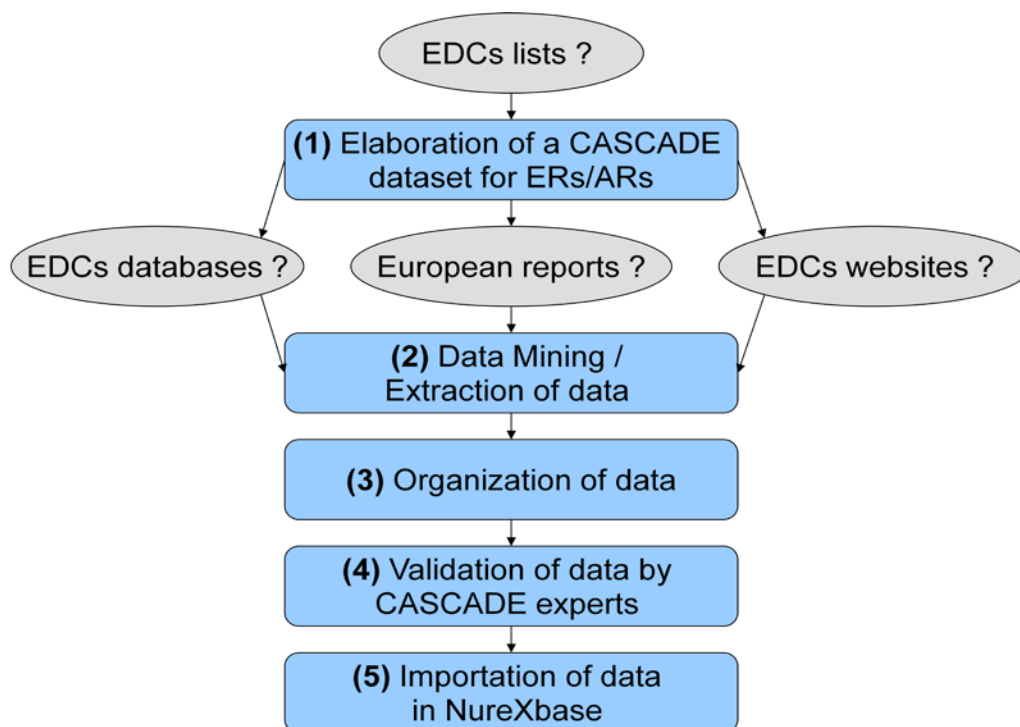 EDCs lists ?
(1) Elaboration of a CASCADE
dataset for ERs/ARs
EDCs databases ?
European reports ?
EDCs websites ?
(2) Data Mining /
Extraction of data
(3) Organization of data
(4) Validation of data by
CASCADE experts
(5) Importation of data
in NureXbase